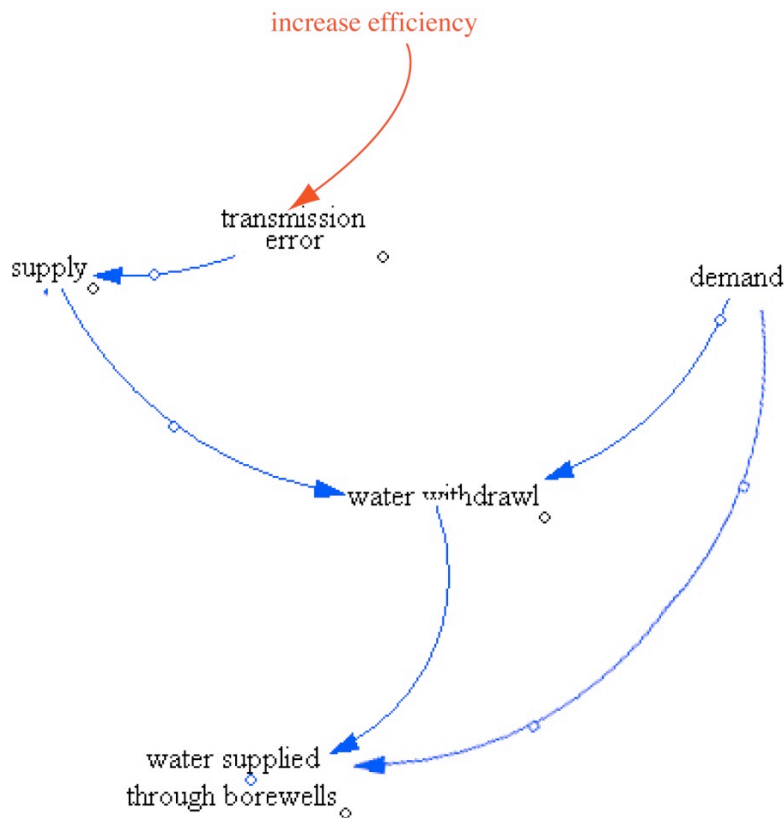 increase efficiency
transmission
error
supply
demand
water withdrawl
water supplied
through borewells